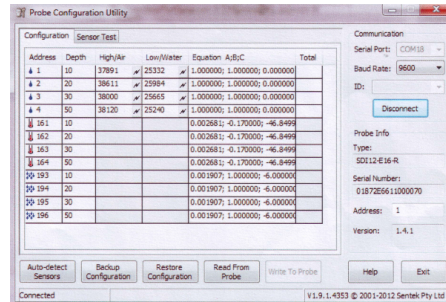 Probe Configuration Utility
Configuration Sensor Test
Address Depth High/Air Low/Water Equation A;B;C Total
1 10 37891 25332 1.000000; 1.000000; 0.000000
2 20 38611 25984 1.000000; 1.000000; 0.000000
3 30 38000 25665 1.000000; 1.000000; 0.000000
4 50 38120 25240 1.000000; 1.000000; 0.000000
161 10 0.002681; -0.170000; -46.8499
162 20 0.002681; -0.170000; -46.8499
163 30 0.002681; -0.170000; -46.8499
164 50 0.002681; -0.170000; -46.8499
193 10 0.001907; 1.000000; -6.00000
194 20 0.001907; 1.000000; -6.00000
195 30 0.001907; 1.000000; -6.00000
196 50 0.001907; 1.000000; -6.00000
Auto-detect Sensors
Backup Configuration
Restore Configuration
Read From Probe
Write To Probe
Communication
Serial Port: COM18
Baud Rate: 9600
ID:
Disconnect
Probe Info
Type:
SDI12-E16-R
Serial Number:
01872E6611000070
Address: 1
Version: 1.4.1
Help
Exit
Connected
V1.9.1.4353 © 2001-2012 Sentek Pty Ltd